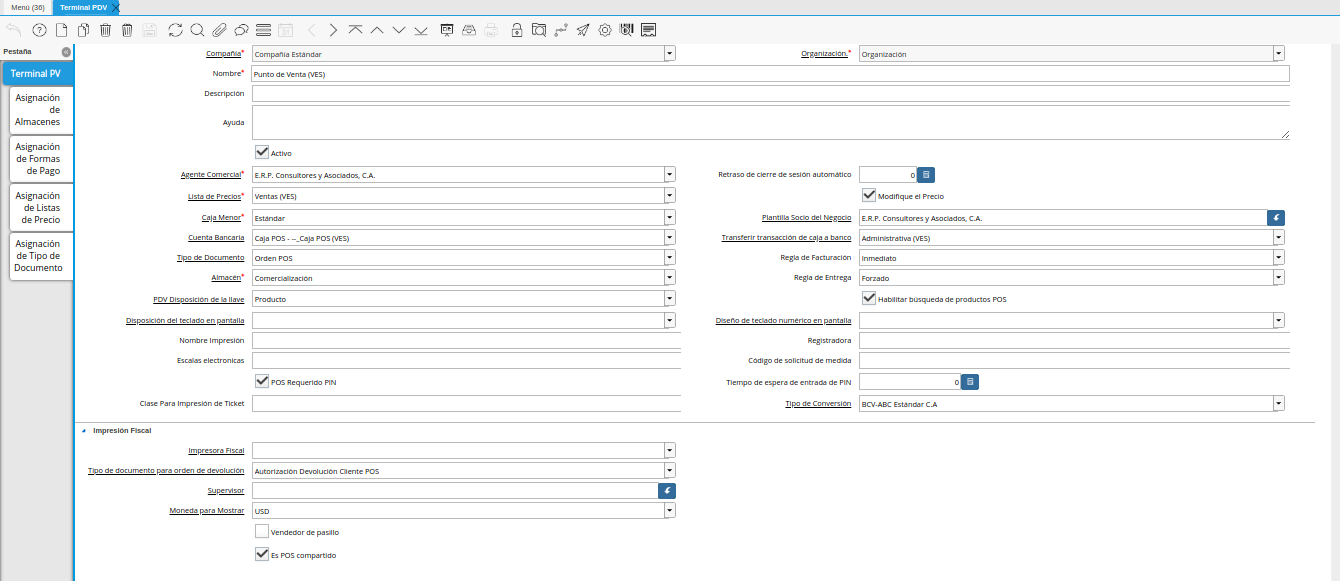 Menú (36)
Terminal PDV
Pestaña
Terminal PV
Asignación
de
Almacenes
Asignación
de Formas
de Pago
Asignación
de Listas
de Precio
Asignación
de Tipo de
Documento
Compañía* Compañía Estándar Organización.* Organización
Nombre* Punto de Venta (VES)
Descripción
Ayuda
Activo
Agente Comercial* E.R.P. Consultores y Asociados, C.A. Retraso de cierre de sesión automático 0
Lista de Precios* Ventas (VES) Modifique el Precio
Caja Menor* Estándar Plantilla Socio del Negocio E.R.P. Consultores y Asociados, C.A.
Cuenta Bancaria Caja POS - --_Caja POS (VES) Transferir transacción de caja a banco Administrativa (VES)
Tipo de Documento Orden POS Regla de Facturación Inmediato
Almacén* Comercialización Regla de Entrega Forzado
PDV Disposición de la llave Producto Habilitar búsqueda de productos POS
Disposición del teclado en pantalla Diseño de teclado numérico en pantalla
Nombre Impresión Registradora
Escalas electronicas Código de solicitud de medida
POS Requerido PIN Tiempo de espera de entrada de PIN 0
Clase Para Impresión de Ticket Tipo de Conversión BCV-ABC Estándar C.A
Impresión Fiscal
Impresora Fiscal
Tipo de documento para orden de devolución Autorización Devolución Cliente POS
Supervisor
Moneda para Mostrar USD
Vendedor de pasillo
Es POS compartido